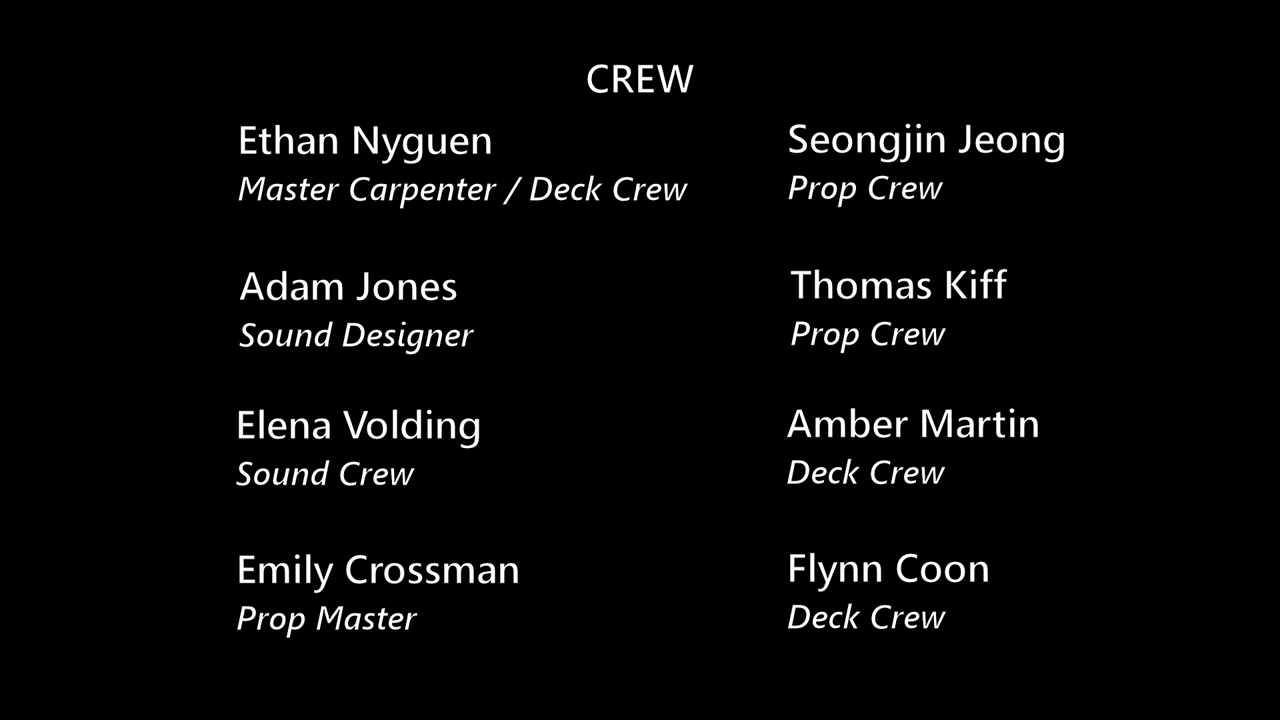 CREW
Ethan Nyguen
Master Carpenter / Deck Crew
Adam Jones
Sound Designer
Elena Volding
Sound Crew
Emily Crossman
Prop Master
Seongjin Jeong
Prop Crew
Thomas Kiff
Prop Crew
Amber Martin
Deck Crew
Flynn Coon
Deck Crew